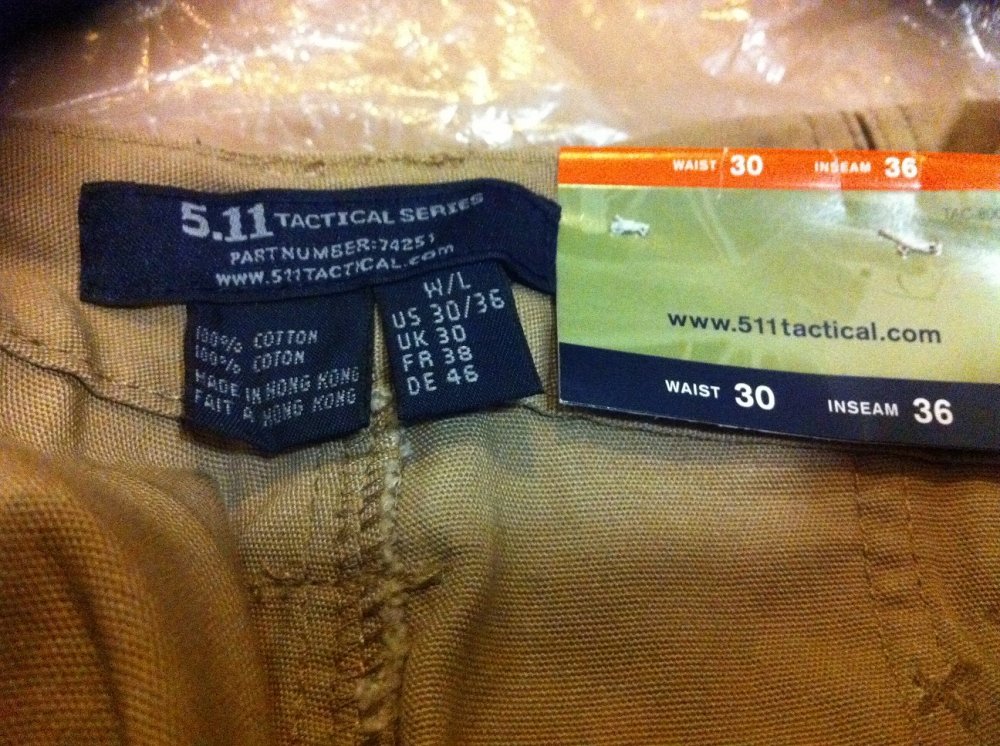 5.11 TACTICAL SERIES
PART NUMBER:74251
WWW.511TACTICAL.com
100% COTTON
100% COTON
MADE IN HONG KONG
FAIT A HONG KONG
W/L
US 30/36
UK 30
FR 38
DE 46
WAIST 30 INSEAM 36
www.511tactical.com
WAIST 30 INSEAM 36